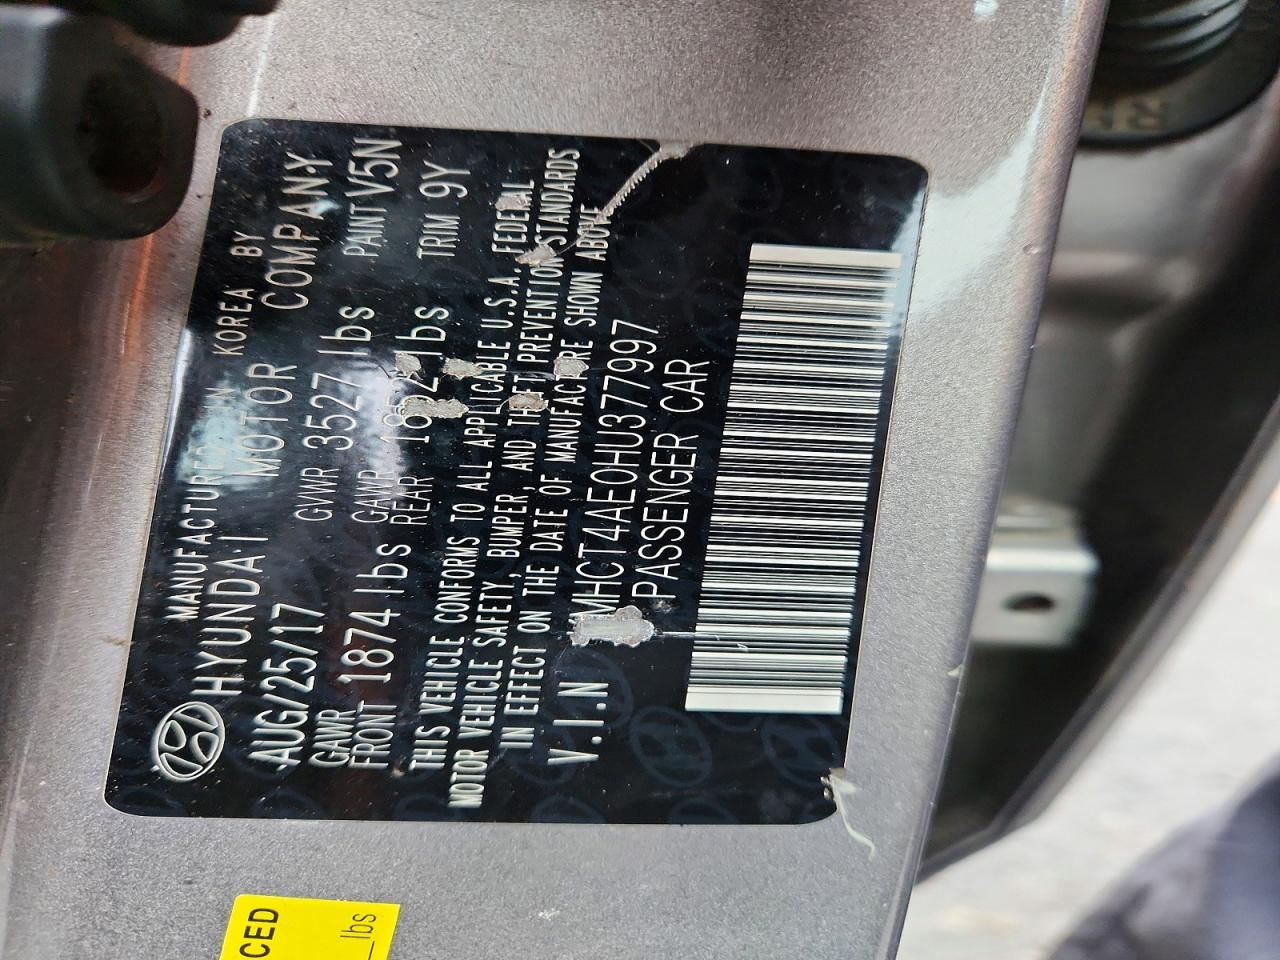 MANUFACTURED IN KOREA BY
HYUNDAI MOTOR COMPANY
AUG/25/17 GVWR 3527 lbs PAINT V5N
GAWR FRONT 1874 lbs GAWR REAR 1852 lbs TRIM 9Y
THIS VEHICLE CONFORMS TO ALL APPLICABLE U.S.A. FEDERAL
MOTOR VEHICLE SAFETY, BUMPER, AND THEFT PREVENTION STANDARDS
IN EFFECT ON THE DATE OF MANUFACTURE SHOWN ABOVE
V.I.N MHCT4AE0HU377997
PASSENGER CAR
CED
lbs